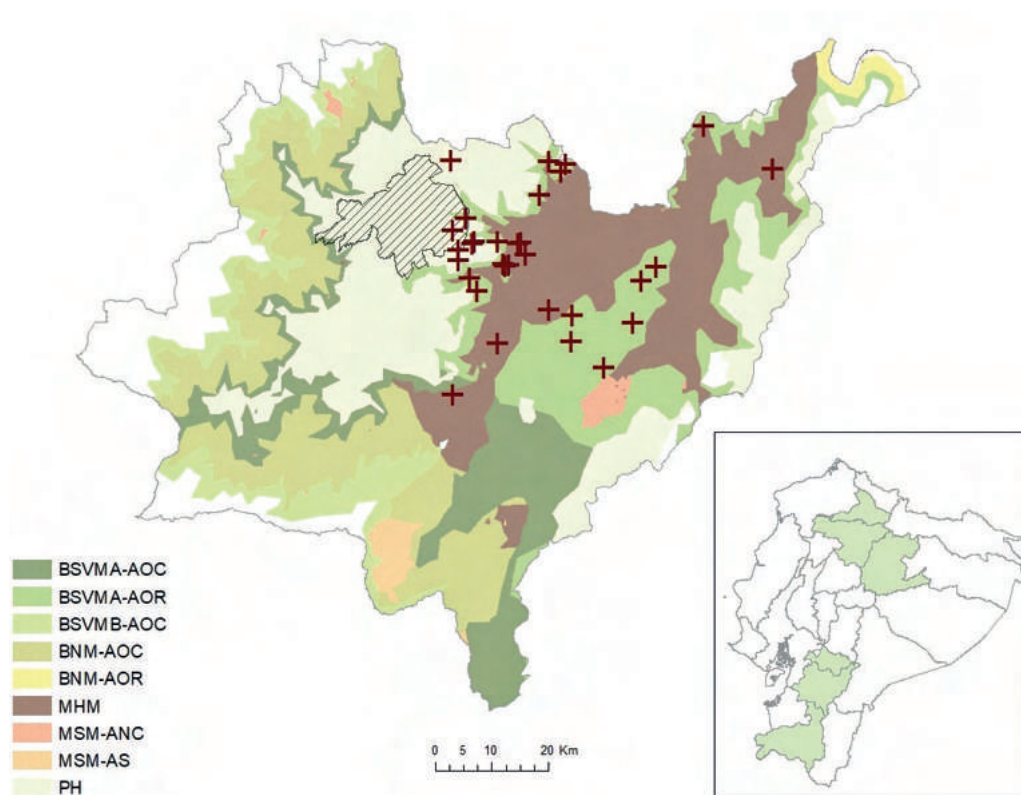 BSVMA-AOC
BSVMA-AOR
BSVMB-AOC
BNM-AOC
BNM-AOR
MHM
MSM-ANC
MSM-AS
PH
0 5 10 20 Km